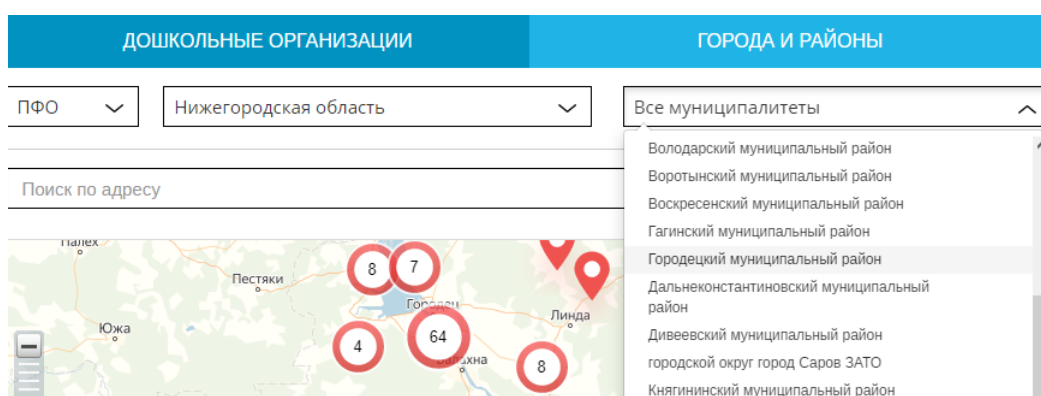 ДОШКОЛЬНЫЕ ОРГАНИЗАЦИИ
ГОРОДА И РАЙОНЫ
ПФО
Нижегородская область
Все муниципалитеты
Володарский муниципальный район
Воротынский муниципальный район
Воскресенский муниципальный район
Гагинский муниципальный район
Городецкий муниципальный район
Дальнеконстантиновский муниципальный
район
Дивеевский муниципальный район
городской округ город Саров ЗАТО
Княгининский муниципальный район
Поиск по адресу
Палех
Пестяки
8
7
Городец
Линда
Южа
4
64
8